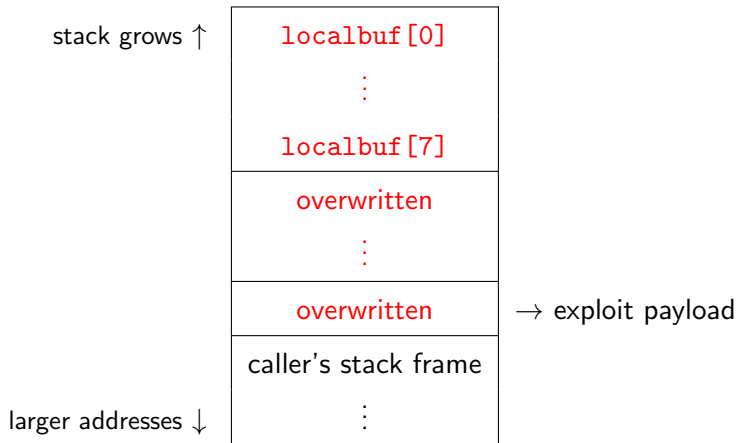 stack grows ↑
localbuf[0]
⋮
localbuf[7]
overwritten
⋮
overwritten
→ exploit payload
caller's stack frame
larger addresses ↓
⋮